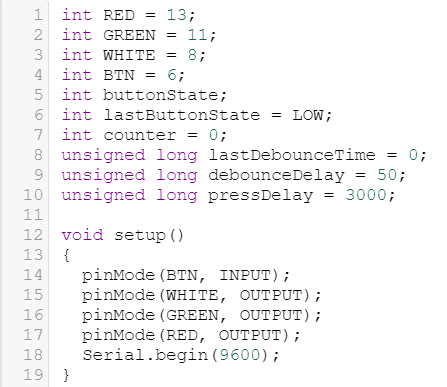 1 int RED = 13;
2 int GREEN = 11;
3 int WHITE = 8;
4 int BTN = 6;
5 int buttonState;
6 int lastButtonState = LOW;
7 int counter = 0;
8 unsigned long lastDebounceTime = 0;
9 unsigned long debounceDelay = 50;
10 unsigned long pressDelay = 3000;
11
12 void setup()
13 {
14   pinMode(BTN, INPUT);
15   pinMode(WHITE, OUTPUT);
16   pinMode(GREEN, OUTPUT);
17   pinMode(RED, OUTPUT);
18   Serial.begin(9600);
19 }